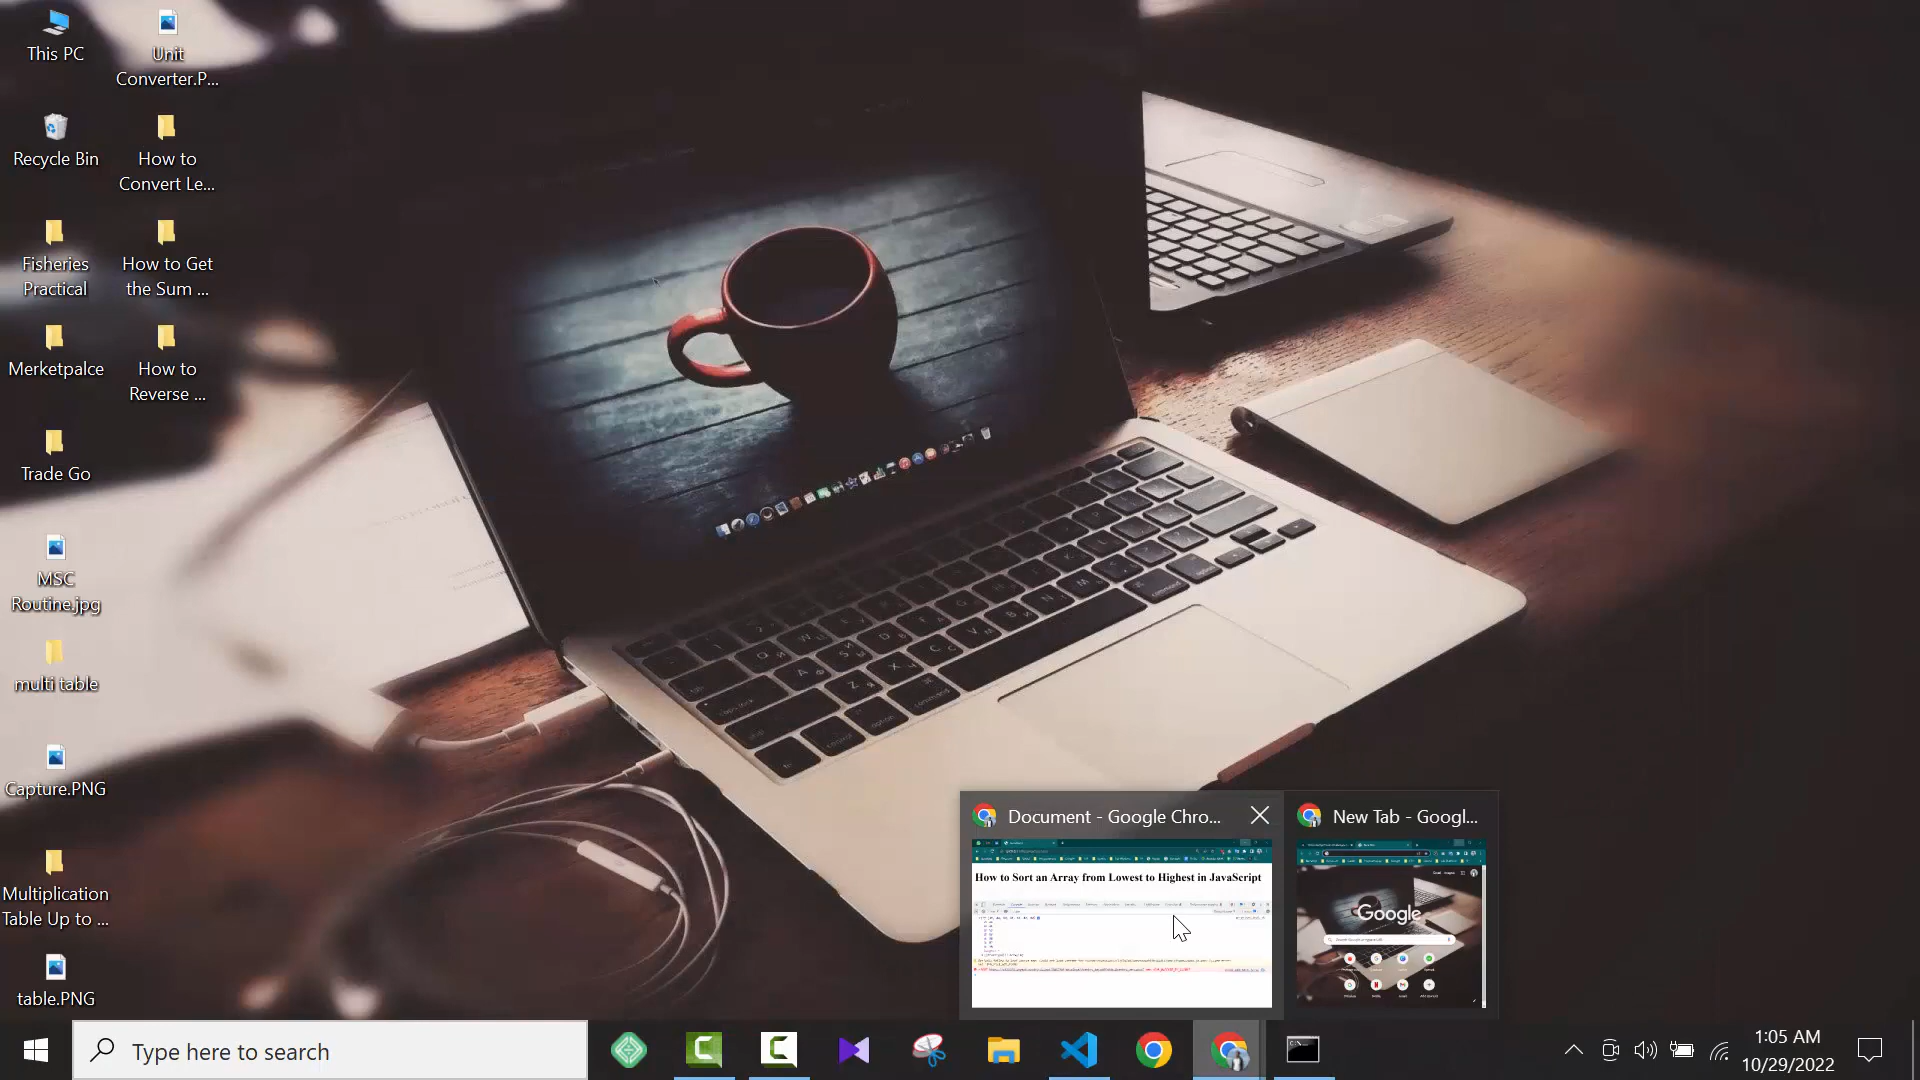 This PC
Unit
Converter.P...
Recycle Bin
How to
Convert Le...
Fisheries
Practical
How to Get
the Sum ...
Merketpalce
How to
Reverse ...
Trade Go
MSC
Routine.jpg
multi table
Capture.PNG
Multiplication
Table Up to ...
table.PNG
Document - Google Chro...
New Tab - Googl...
How to Sort an Array from Lowest to Highest in JavaScript
Google
Type here to search
1:05 AM
10/29/2022